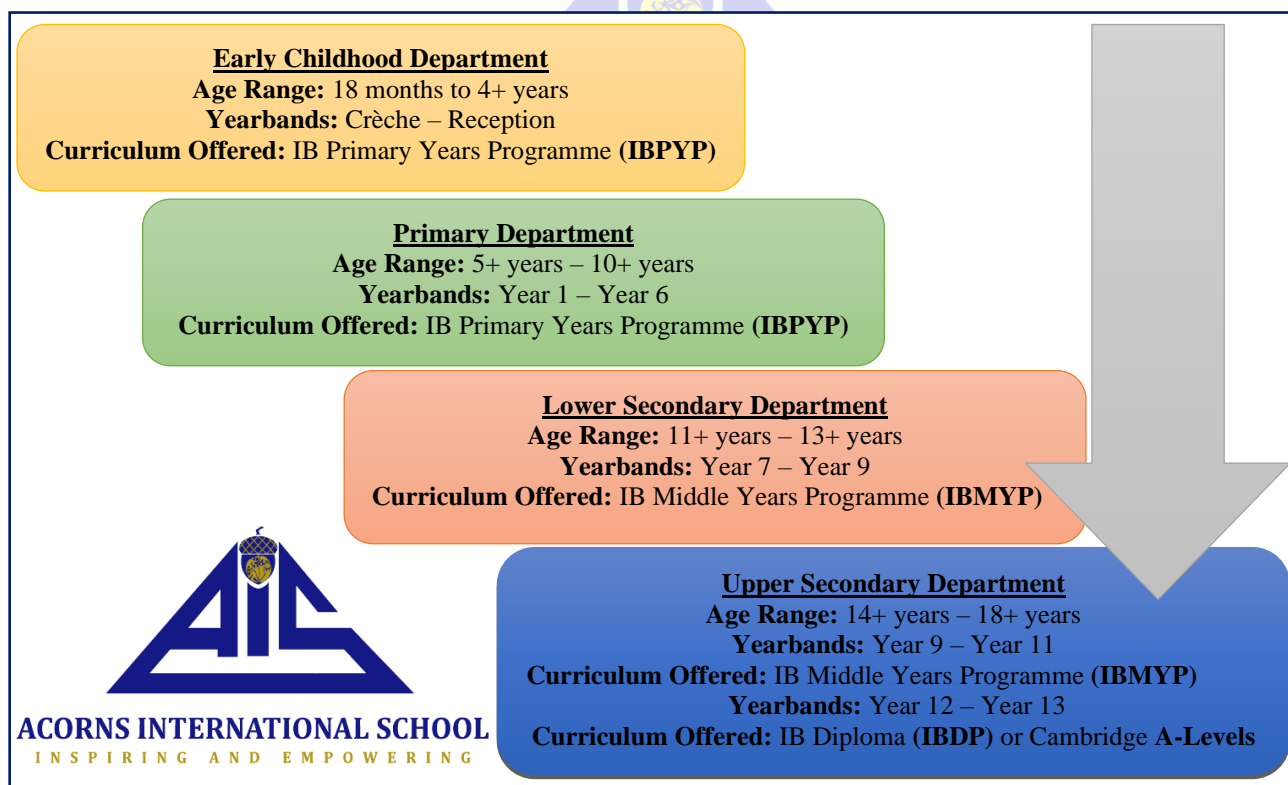 Early Childhood Department
Age Range: 18 months to 4+ years
Yearbands: Crèche – Reception
Curriculum Offered: IB Primary Years Programme (IBPYP)
Primary Department
Age Range: 5+ years – 10+ years
Yearbands: Year 1 – Year 6
Curriculum Offered: IB Primary Years Programme (IBPYP)
Lower Secondary Department
Age Range: 11+ years – 13+ years
Yearbands: Year 7 – Year 9
Curriculum Offered: IB Middle Years Programme (IBMYP)
Upper Secondary Department
Age Range: 14+ years – 18+ years
Yearbands: Year 9 – Year 11
Curriculum Offered: IB Middle Years Programme (IBMYP)
Yearbands: Year 12 – Year 13
Curriculum Offered: IB Diploma (IBDP) or Cambridge A-Levels
AiS
ACORNS INTERNATIONAL SCHOOL
INSPIRING AND EMPOWERING